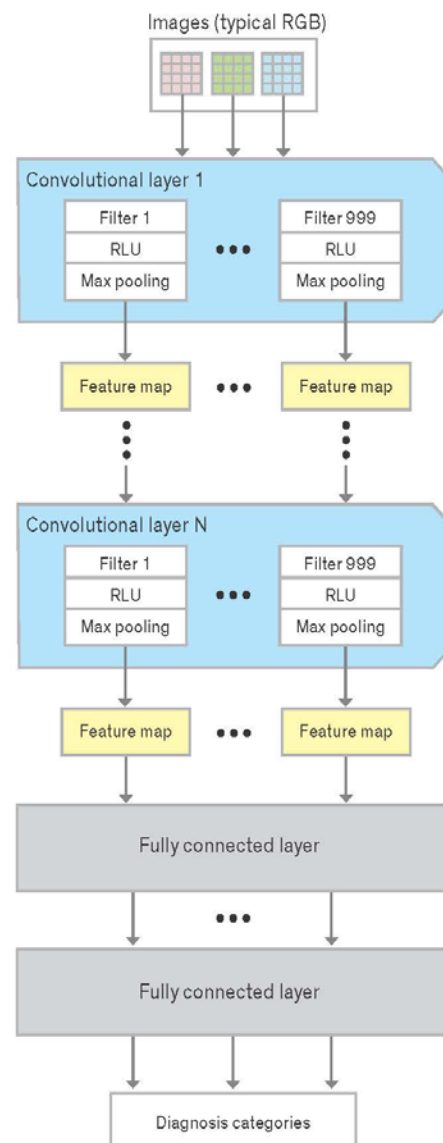 Images (typical RGB)
Convolutional layer 1
Filter 1
Filter 999
RLU
RLU
Max pooling
Max pooling
Feature map
Feature map
Convolutional layer N
Filter 1
Filter 999
RLU
RLU
Max pooling
Max pooling
Feature map
Feature map
Fully connected layer
Fully connected layer
Diagnosis categories